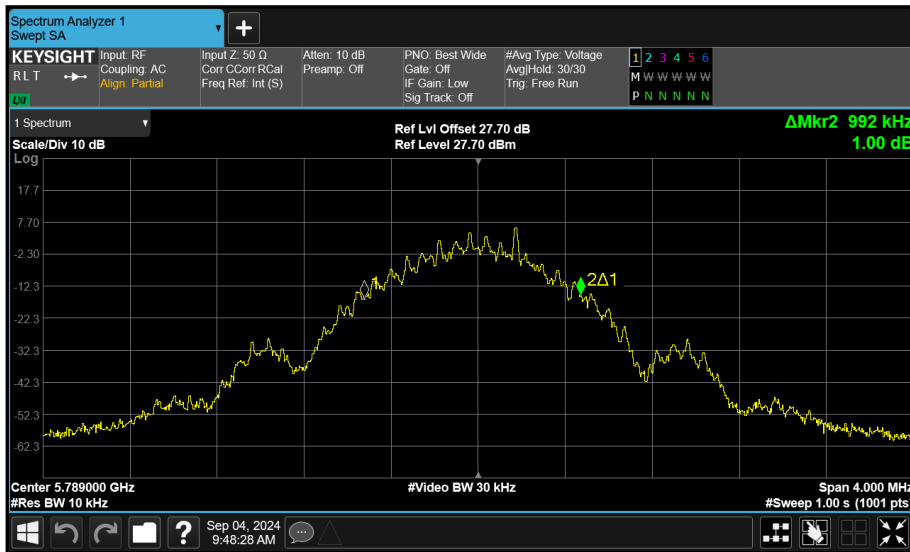 Spectrum Analyzer 1
Swept SA
+
KEYSIGHT
R L T
LXI
Input: RF
Coupling: AC
Align: Partial
Input Z: 50 Ω
Corr CCorr RCal
Freq Ref: Int (S)
Atten: 10 dB
Preamp: Off
PNO: Best Wide
Gate: Off
IF Gain: Low
Sig Track: Off
#Avg Type: Voltage
Avg|Hold: 30/30
Trig: Free Run
1 2 3 4 5 6
M W W W W W
P N N N N N
1 Spectrum
Scale/Div 10 dB
Log
Ref Lvl Offset 27.70 dB
Ref Level 27.70 dBm
ΔMkr2 992 kHz
1.00 dB
17.7
7.70
-2.30
-12.3
-22.3
-32.3
-42.3
-52.3
-62.3
1
2Δ1
Center 5.789000 GHz
#Res BW 10 kHz
#Video BW 30 kHz
Span 4.000 MHz
#Sweep 1.00 s (1001 pts)
?
Sep 04, 2024
9:48:28 AM